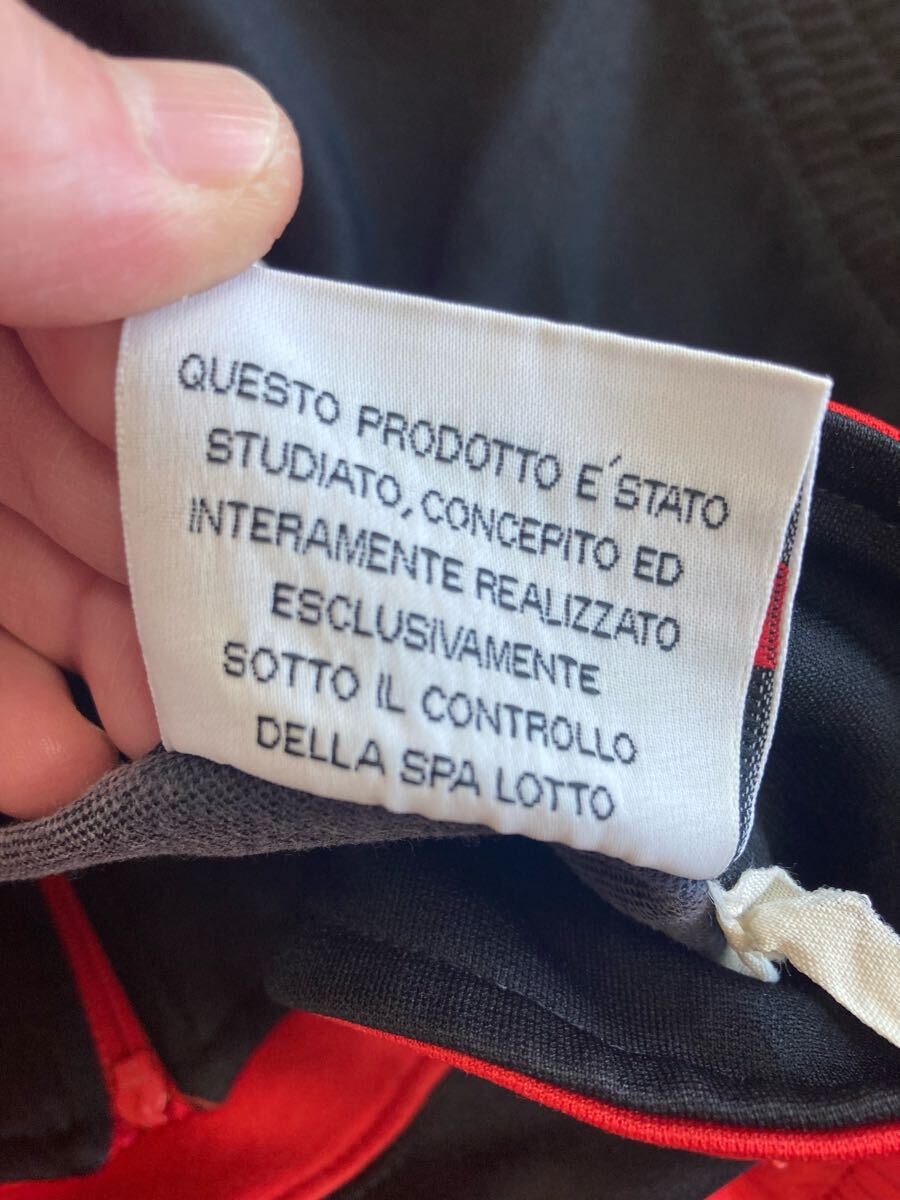 QUESTO PRODOTTO E´STATO
STUDIATO, CONCEPITO ED
INTERAMENTE REALIZZATO
ESCLUSIVAMENTE
SOTTO IL CONTROLLO
DELLA SPA LOTTO